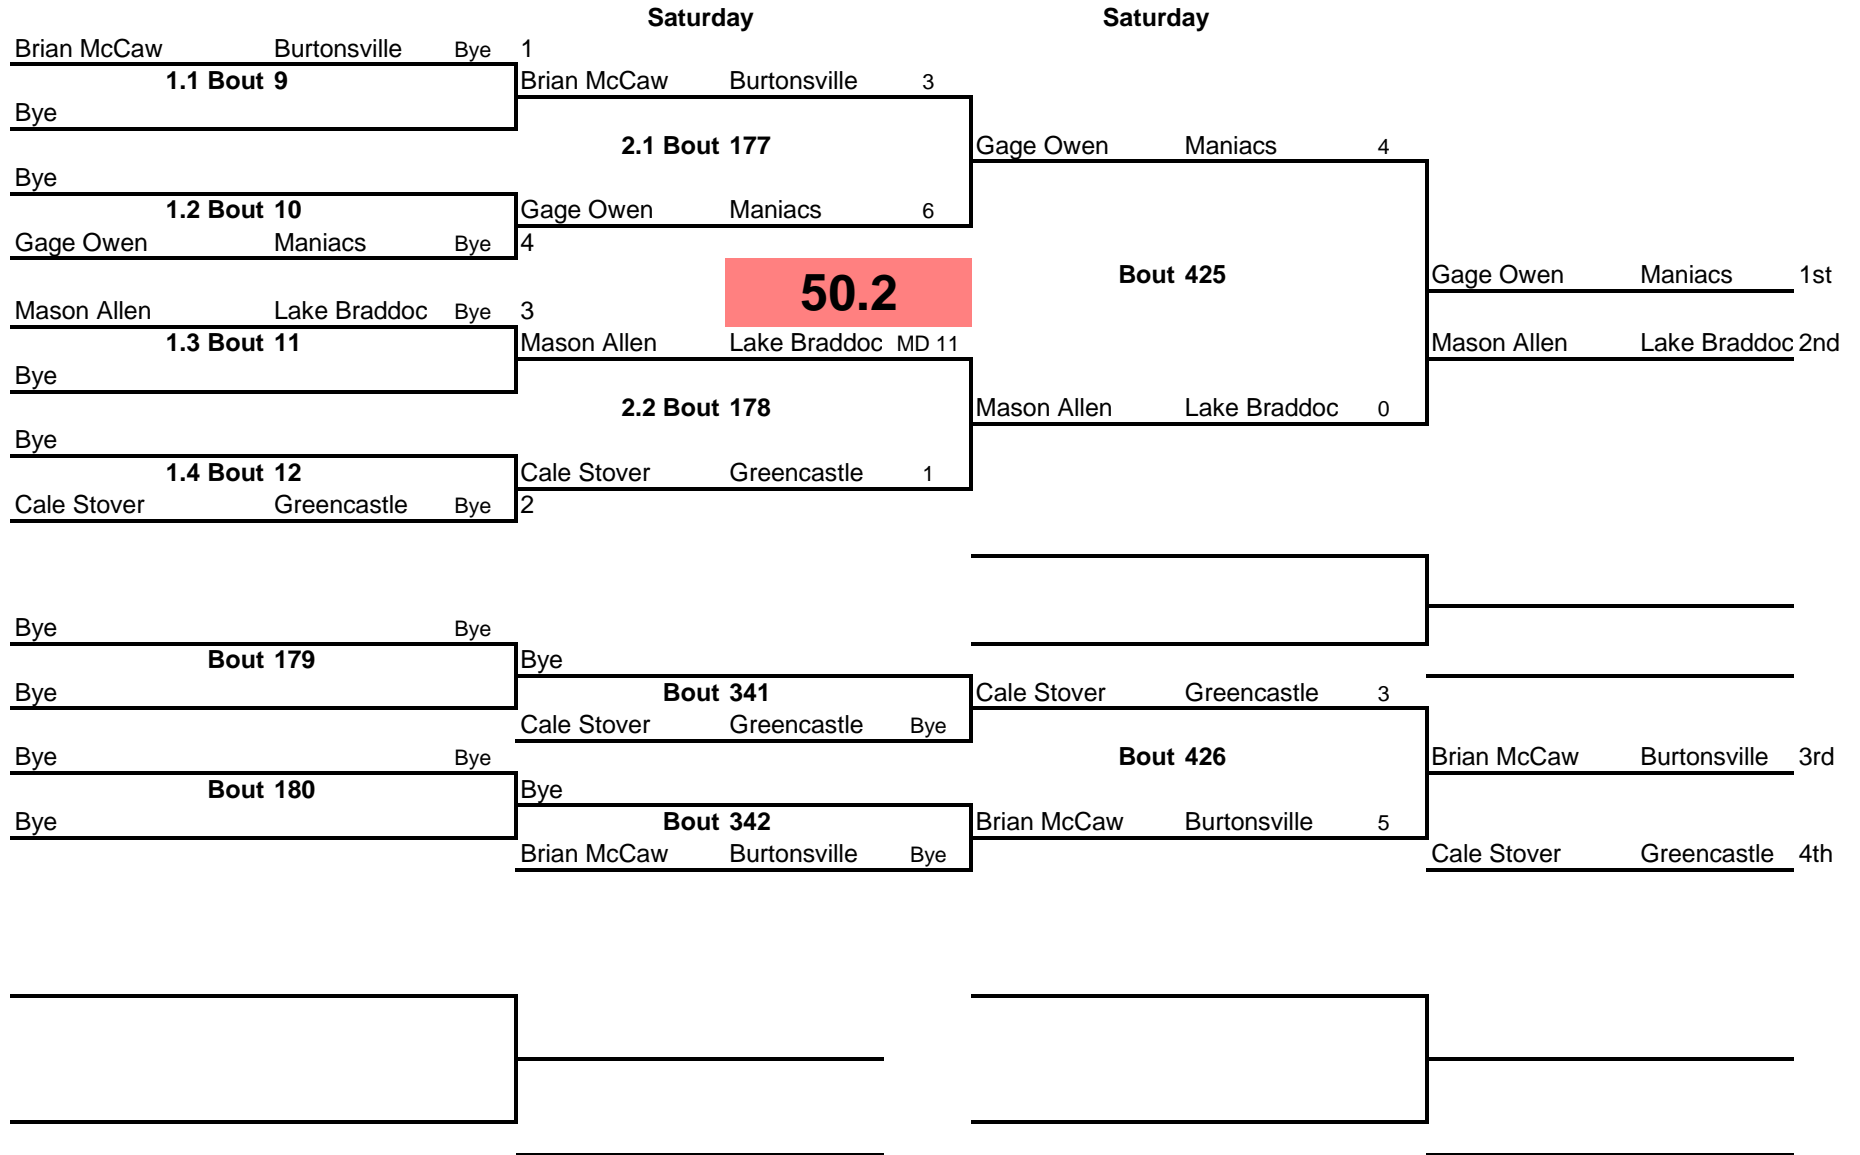 Saturday Saturday
Brian McCaw Burtonsville Bye 1
1.1 Bout 9 Brian McCaw Burtonsville 3
Bye
2.1 Bout 177 Gage Owen Maniacs 4
Bye
1.2 Bout 10 Gage Owen Maniacs 6
Gage Owen Maniacs Bye 4
50.2 Bout 425 Gage Owen Maniacs 1st
Mason Allen Lake Braddoc Bye 3
1.3 Bout 11 Mason Allen Lake Braddoc MD 11 Mason Allen Lake Braddoc 2nd
Bye
2.2 Bout 178 Mason Allen Lake Braddoc 0
Bye
1.4 Bout 12 Cale Stover Greencastle 1
Cale Stover Greencastle Bye 2
Bye Bye
Bout 179 Bye
Bye Bout 341 Cale Stover Greencastle 3
Cale Stover Greencastle Bye
Bye Bye Bout 426 Brian McCaw Burtonsville 3rd
Bout 180 Bye
Bye Bout 342 Brian McCaw Burtonsville 5
Brian McCaw Burtonsville Bye Cale Stover Greencastle 4th